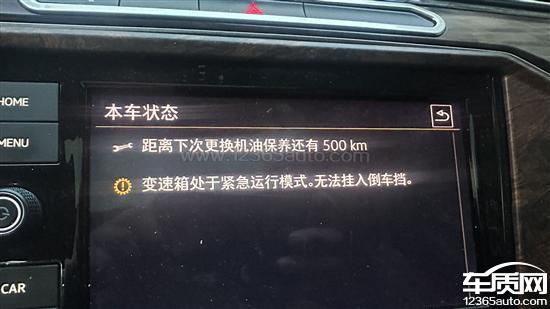 HOME
MENU
CAR
本车状态
距离下次更换机油保养还有 500 km
www.12365auto.com
变速箱处于紧急运行模式。无法挂入倒车挡。
车质网
12365auto.com